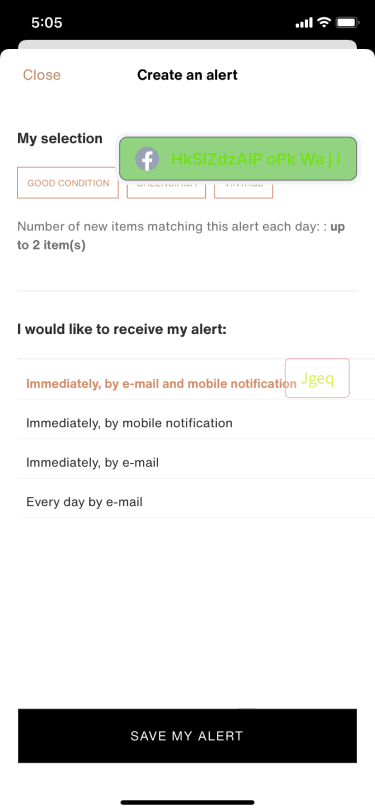 5:05
Close
Create an alert
My selection
HkSIZdzAIP oPk Wa j i
GOOD CONDITION
Number of new items matching this alert each day: : up
to 2 item(s)
I would like to receive my alert:
Immediately, by e-mail and mobile notification
Jgeq
Immediately, by mobile notification
Immediately, by e-mail
Every day by e-mail
SAVE MY ALERT